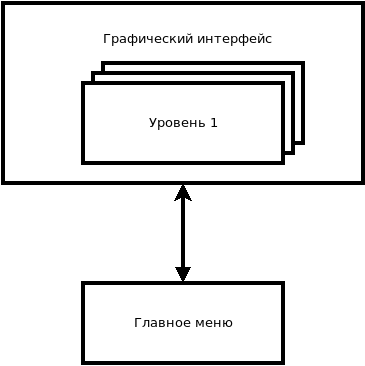 Графический интерфейс
Уровень 1
Главное меню